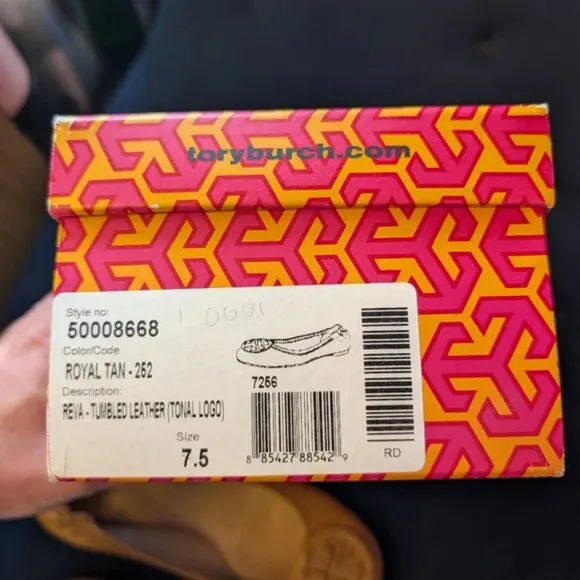 toryburch.com
Style no:
50008668
Color/Code
ROYAL TAN - 252
Description:
REVA - TUMBLED LEATHER (TONAL LOGO)
Size
7.5
7256
8 85427 88542 9
RD